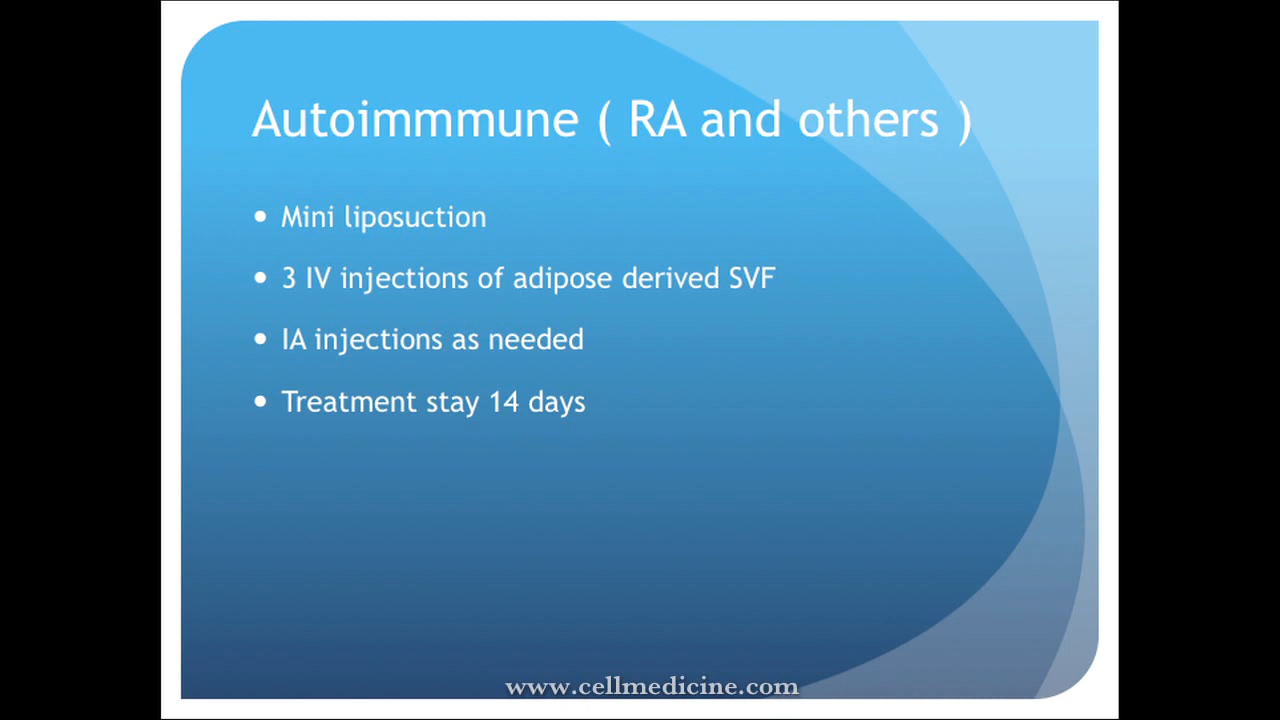 Autoimmmune ( RA and others )
• Mini liposuction
• 3 IV injections of adipose derived SVF
• IA injections as needed
• Treatment stay 14 days
www.cellmedicine.com